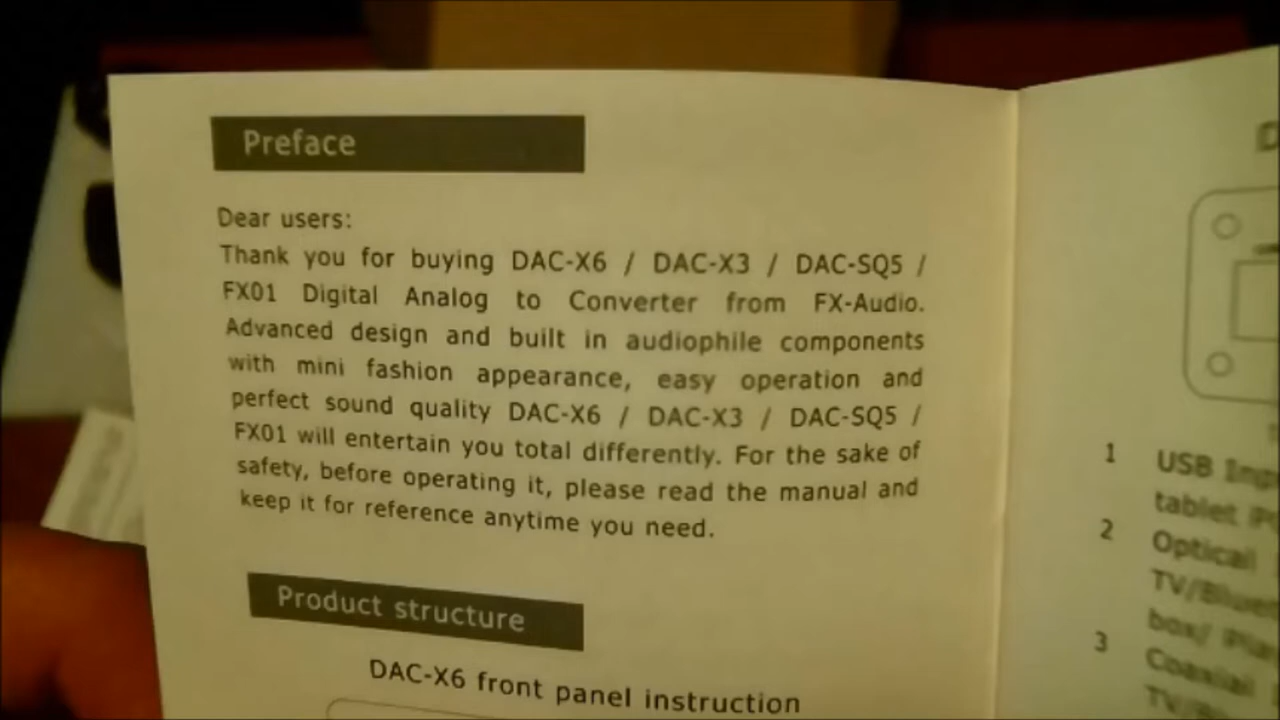 Preface
Dear users:
Thank you for buying DAC-X6 / DAC-X3 / DAC-SQ5 /
FX01 Digital Analog to Converter from FX-Audio.
Advanced design and built in audiophile components
with mini fashion appearance, easy operation and
perfect sound quality DAC-X6 / DAC-X3 / DAC-SQ5 /
FX01 will entertain you total differently. For the sake of
safety, before operating it, please read the manual and
keep it for reference anytime you need.
Product structure
DAC-X6 front panel instruction
1 USB
tablet
2 Optical
3 Coaxial